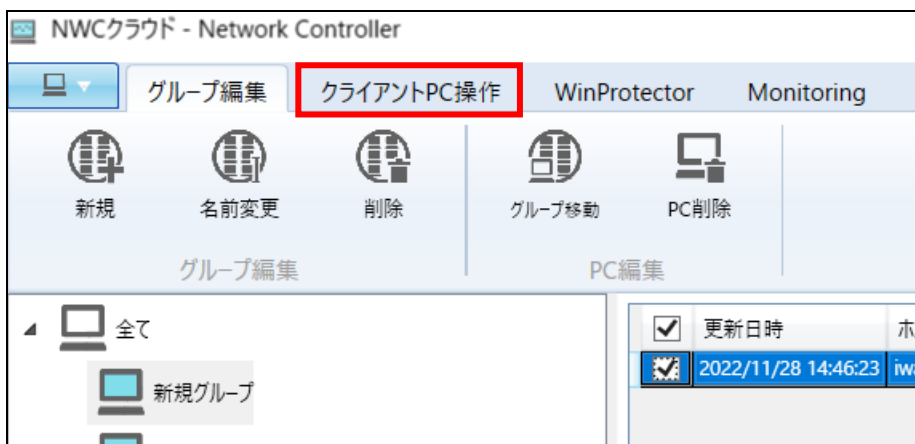 NWCクラウド - Network Controller
グループ編集 クライアントPC操作 WinProtector Monitoring
新規 名前変更 削除 グループ移動 PC削除
グループ編集 PC編集
全て
更新日時 ホ
2022/11/28 14:46:23 iwa
新規グループ